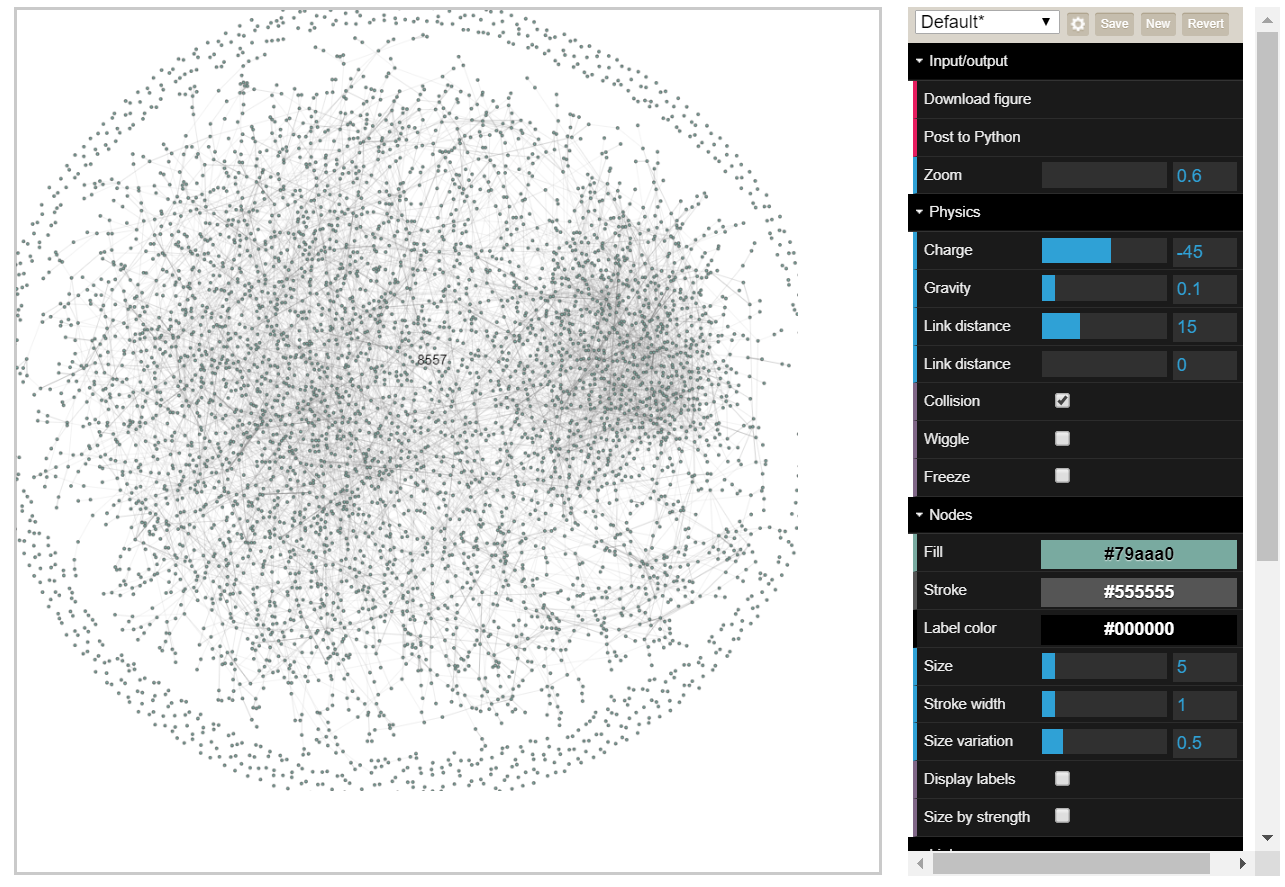 8557
Default*
Save
New
Revert
Input/output
Download figure
Post to Python
Zoom 0.6
Physics
Charge -45
Gravity 0.1
Link distance 15
Link distance 0
Collision
Wiggle
Freeze
Nodes
Fill #79aaa0
Stroke #555555
Label color #000000
Size 5
Stroke width 1
Size variation 0.5
Display labels
Size by strength